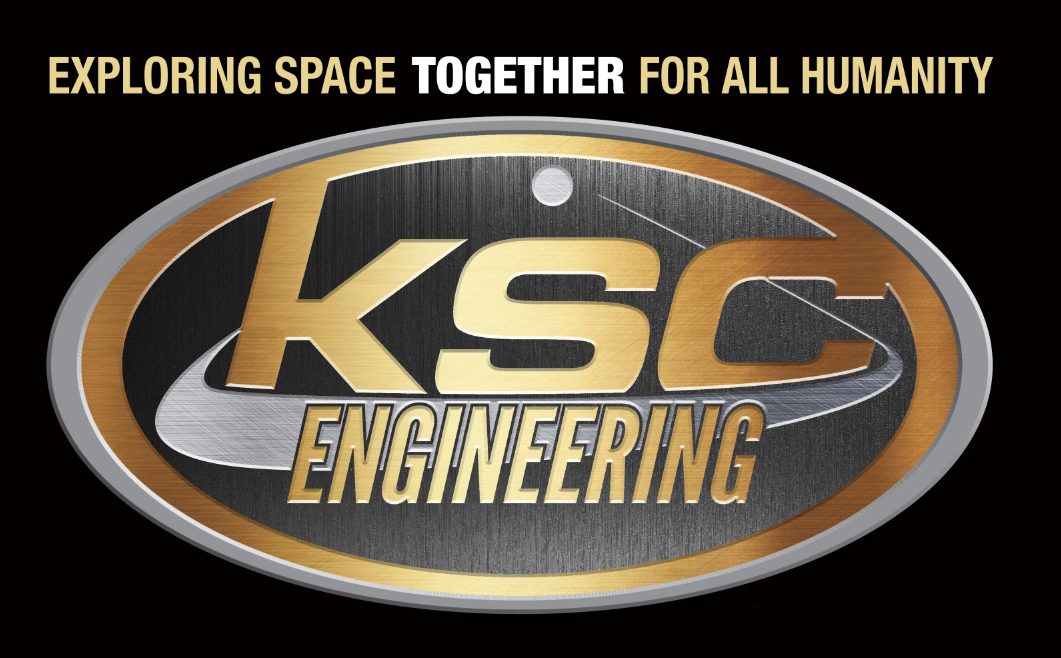 EXPLORING SPACE TOGETHER FOR ALL HUMANITY
KSC
ENGINEERING